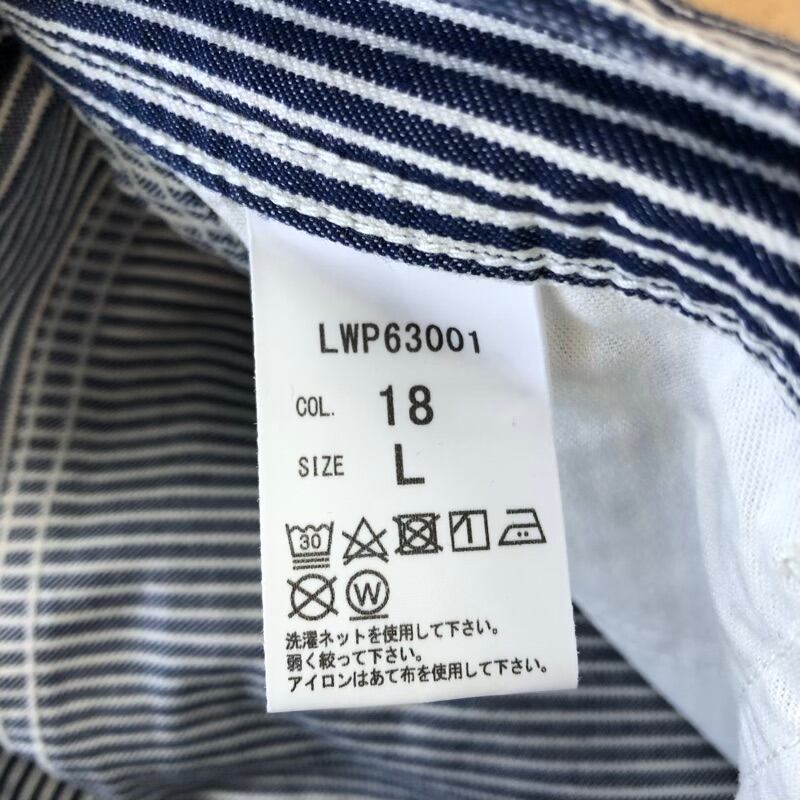 LWP63001
COL. 18
SIZE L
30
W
洗濯ネットを使用して下さい。
弱く絞って下さい。
アイロンはあて布を使用して下さい。